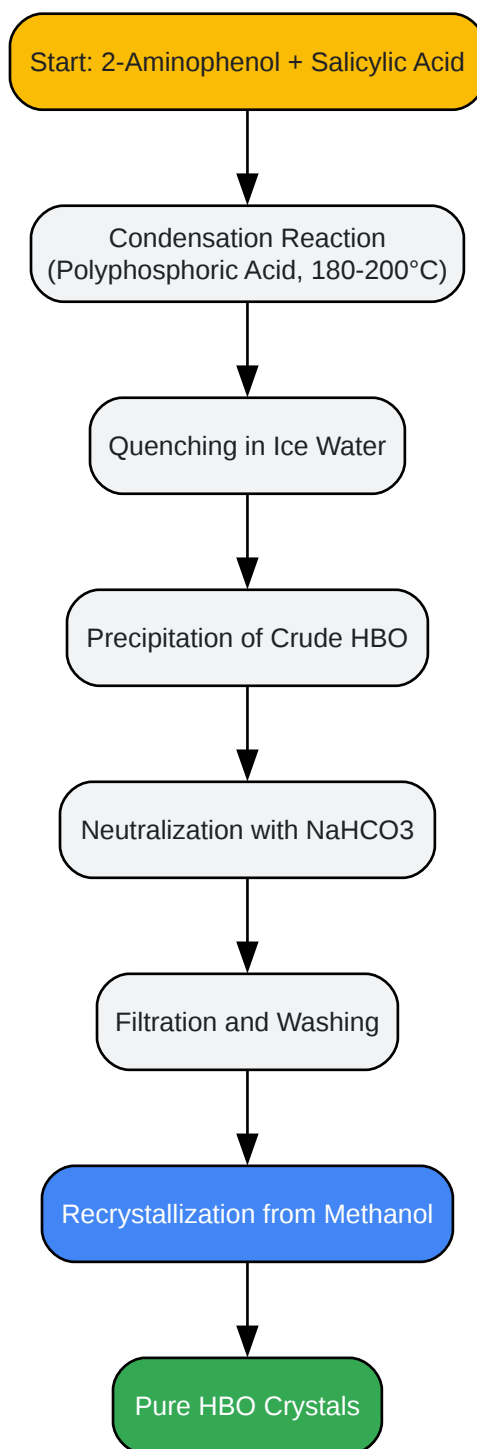 Start: 2-Aminophenol + Salicylic Acid
Condensation Reaction
(Polyphosphoric Acid, 180-200°C)
Quenching in Ice Water
Precipitation of Crude HBO
Neutralization with NaHCO3
Filtration and Washing
Recrystallization from Methanol
Pure HBO Crystals